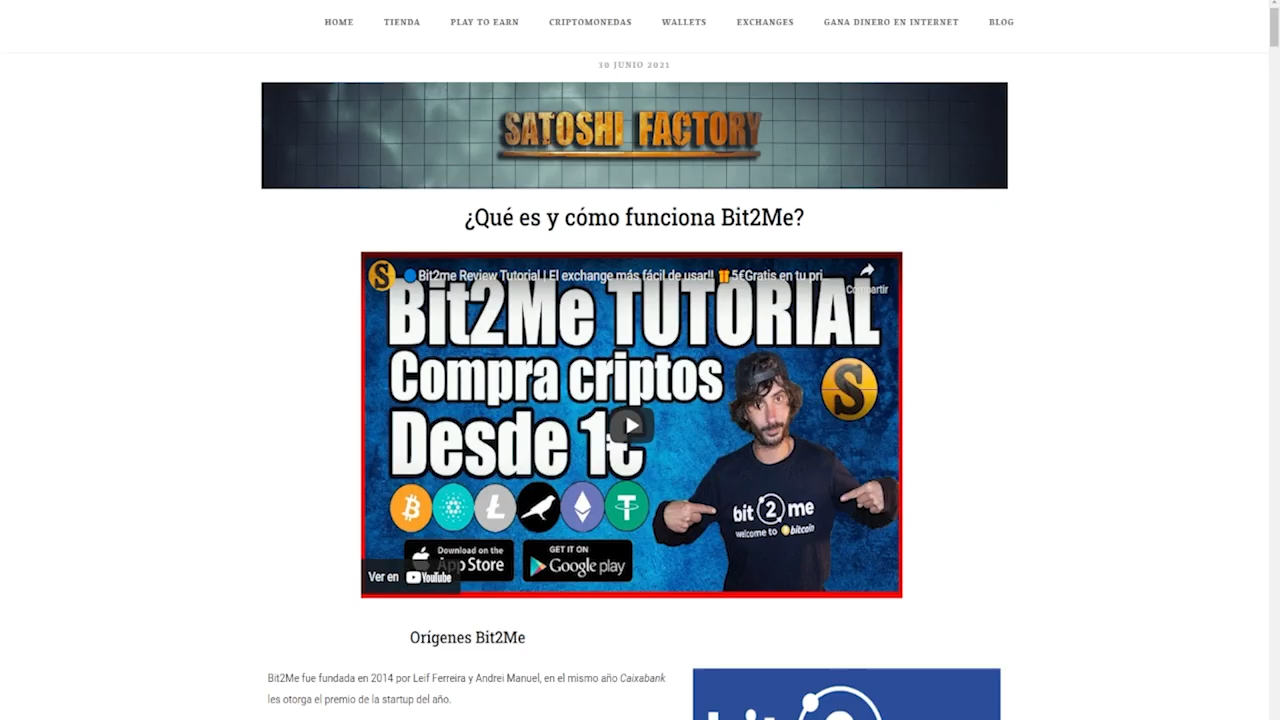 HOME TIENDA PLAY TO EARN CRIPTOMONEDAS WALLETS EXCHANGES GANA DINERO EN INTERNET BLOG
30 JUNIO 2021
SATOSHI FACTORY
¿Qué es y cómo funciona Bit2Me?
S 🔵Bit2me Review Tutorial | El exchange más fácil de usar!! 🎁5€Gratis en tu pri
Compartir
Bit2Me TUTORIAL
Compra criptos
S
Desde 1€
bit 2 me
welcome to bitcoin
Download on the
App Store
GET IT ON
Google play
Ver en YouTube
Orígenes Bit2Me
Bit2Me fue fundada en 2014 por Leif Ferreira y Andrei Manuel, en el mismo año Caixabank
les otorga el premio de la startup del año.